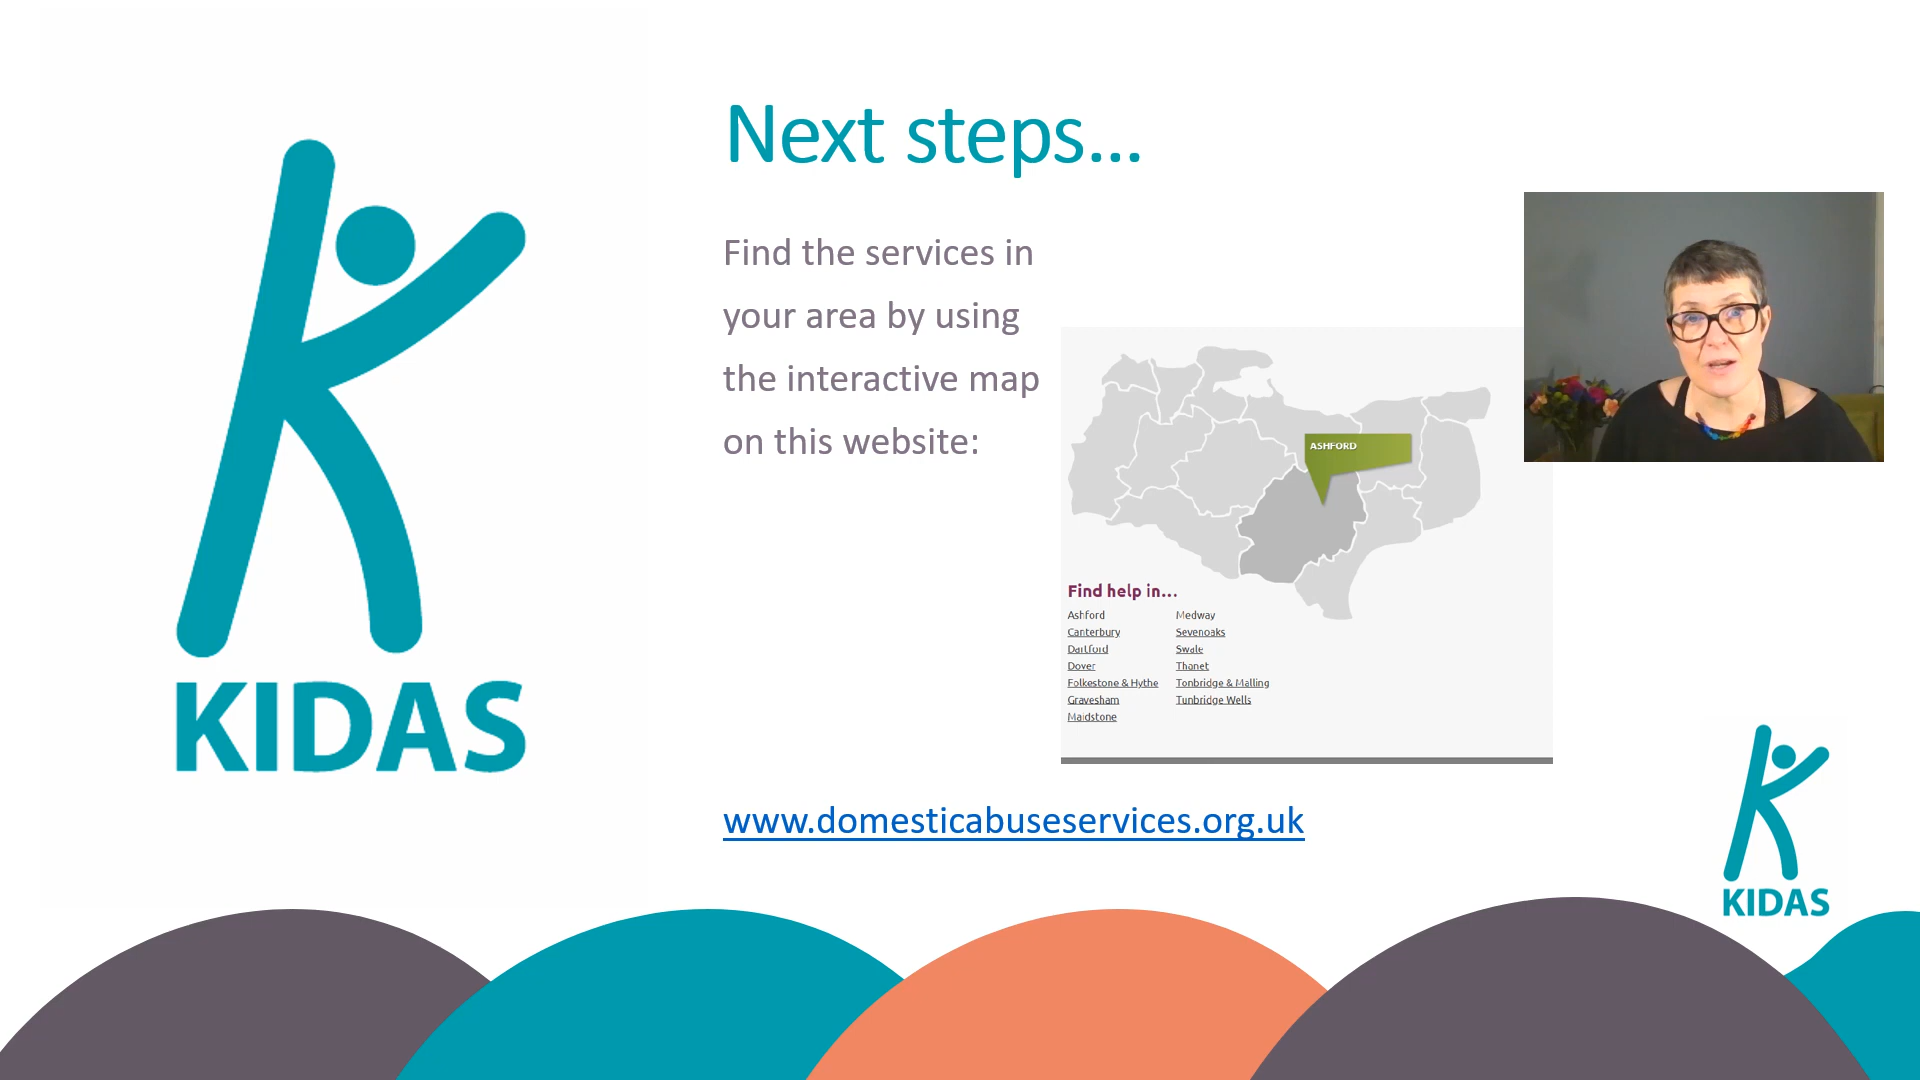 Next steps...
Find the services in
your area by using
the interactive map
on this website:
ASHFORD
Find help in...
Ashford
Canterbury
Dartford
Dover
Folkestone & Hythe
Gravesham
Maidstone
Medway
Sevenoaks
Swale
Thanet
Tonbridge & Malling
Tunbridge Wells
www.domesticabuseservices.org.uk
KIDAS
KIDAS